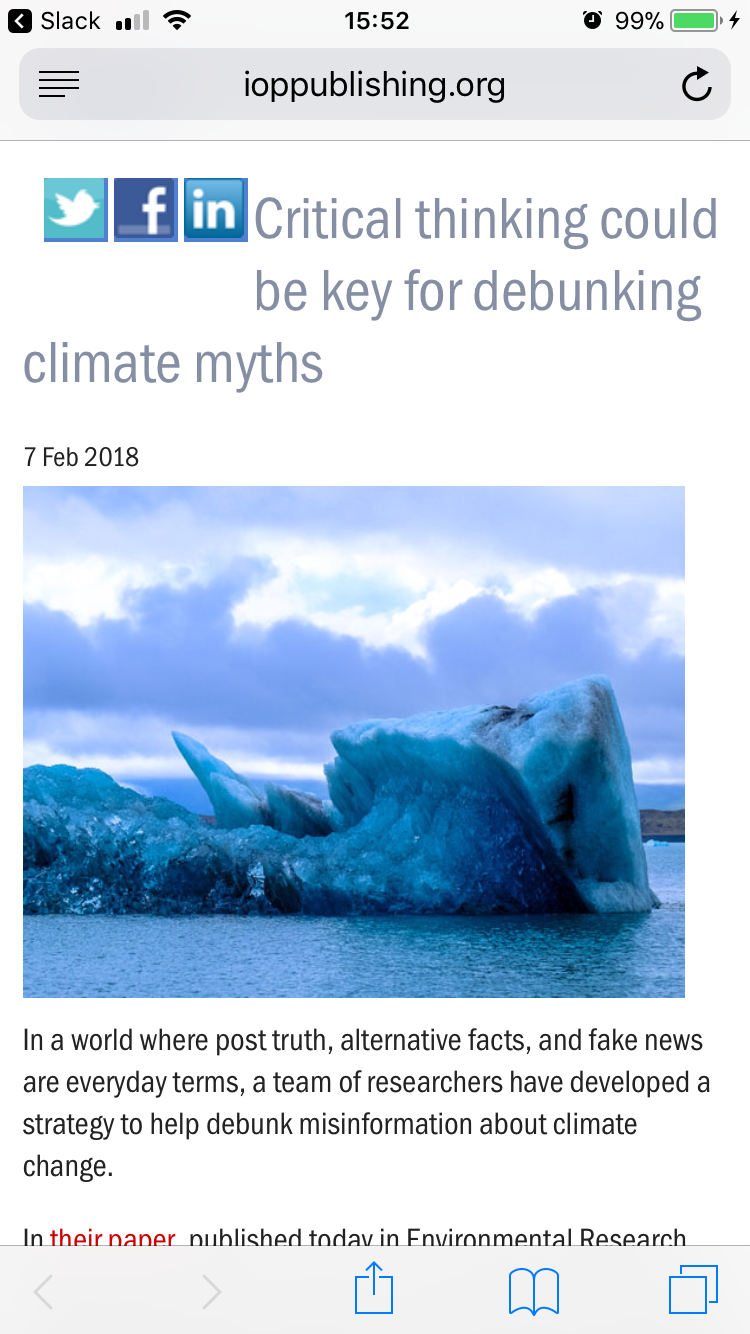 Slack 15:52 99%
ioppublishing.org
Critical thinking could
be key for debunking
climate myths
7 Feb 2018
In a world where post truth, alternative facts, and fake news
are everyday terms, a team of researchers have developed a
strategy to help debunk misinformation about climate
change.
In their paper, published today in Environmental Research